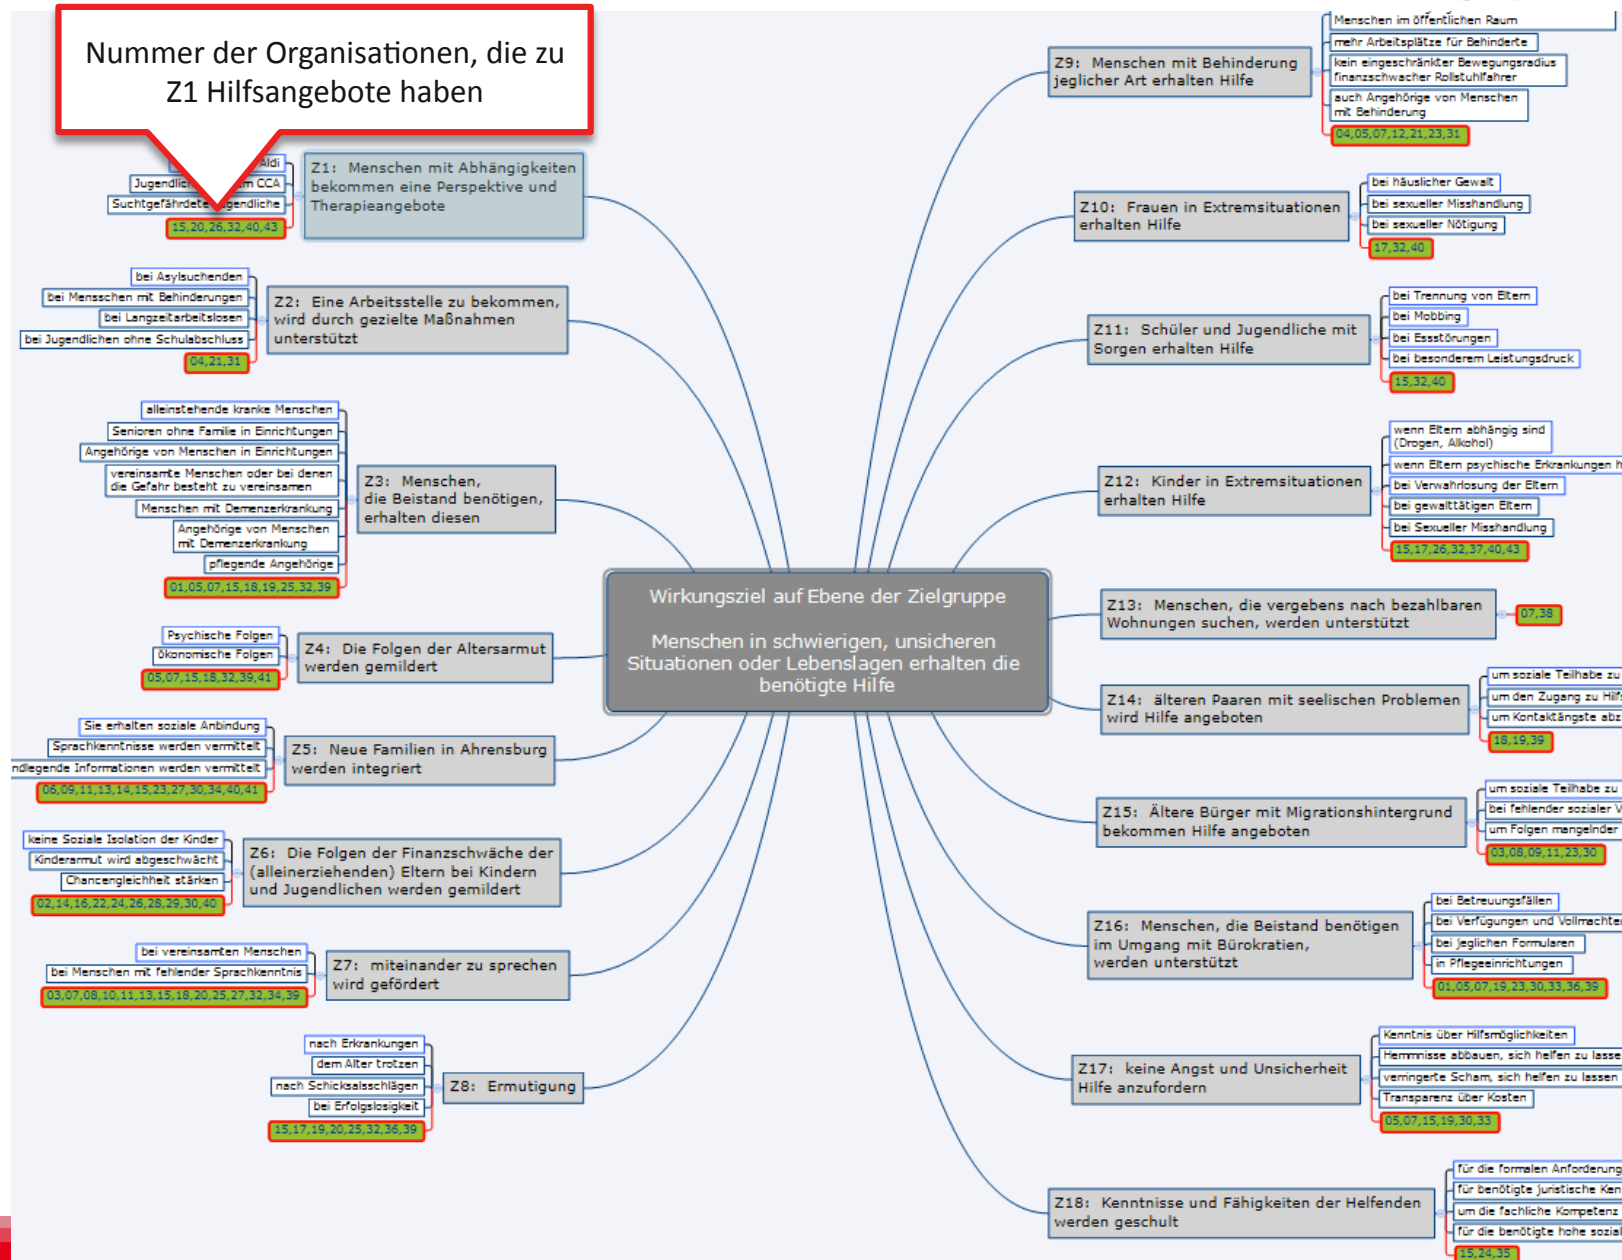 Nummer der Organisationen, die zu
Z1 Hilfsangebote haben
Aldi
Jugendlich
m CCA
Suchtgefährdete
gendliche
15,20,26,32,40,43
Z1: Menschen mit Abhängigkeiten
bekommen eine Perspektive und
Therapieangebote
bei Asylsuchenden
bei Mensschen mit Behinderungen
bei Langzeitarbeitslosen
bei Jugendlichen ohne Schulabschluss
04,21,31
Z2: Eine Arbeitsstelle zu bekommen,
wird durch gezielte Maßnahmen
unterstützt
alleinstehende kranke Menschen
Senioren ohne Familie in Einrichtungen
Angehörige von Menschen in Einrichtungen
vereinsamte Menschen oder bei denen
die Gefahr besteht zu vereinsamen
Menschen mit Demenzerkrankung
Angehörige von Menschen
mit Demenzerkrankung
pflegende Angehörige
01,05,07,15,18,19,25,32,39
Z3: Menschen,
die Beistand benötigen,
erhalten diesen
Psychische Folgen
ökonomische Folgen
05,07,15,18,32,39,41
Z4: Die Folgen der Altersarmut
werden gemildert
Sie erhalten soziale Anbindung
Sprachkenntnisse werden vermittelt
ndlegende Informationen werden vermittelt
06,09,11,13,14,15,23,27,30,34,40,41
Z5: Neue Familien in Ahrensburg
werden integriert
keine Soziale Isolation der Kinder
Kinderarmut wird abgeschwächt
Chancengleichheit stärken
02,14,16,22,24,26,28,29,30,40
Z6: Die Folgen der Finanzschwäche der
(alleinerziehenden) Eltern bei Kindern
und Jugendlichen werden gemildert
bei vereinsamten Menschen
bei Menschen mit fehlender Sprachkenntnis
03,07,08,10,11,13,15,18,20,25,27,32,34,39
Z7: miteinander zu sprechen
wird gefördert
nach Erkrankungen
dem Alter trotzen
nach Schicksalsschlägen
bei Erfolgslosigkeit
15,17,19,20,25,32,36,39
Z8: Ermutigung
Wirkungsziel auf Ebene der Zielgruppe
Menschen in schwierigen, unsicheren
Situationen oder Lebenslagen erhalten die
benötigte Hilfe
Z9: Menschen mit Behinderung
jeglicher Art erhalten Hilfe
Menschen im öffentlichen Raum
mehr Arbeitsplätze für Behinderte
kein eingeschränkter Bewegungsradius
finanzschwacher Rollstuhlfahrer
auch Angehörige von Menschen
mit Behinderung
04,05,07,12,21,23,31
Z10: Frauen in Extremsituationen
erhalten Hilfe
bei häuslicher Gewalt
bei sexueller Misshandlung
bei sexueller Nötigung
17,32,40
Z11: Schüler und Jugendliche mit
Sorgen erhalten Hilfe
bei Trennung von Eltern
bei Mobbing
bei Essstörungen
bei besonderem Leistungsdruck
15,32,40
Z12: Kinder in Extremsituationen
erhalten Hilfe
wenn Eltern abhängig sind
(Drogen, Alkohol)
wenn Eltern psychische Erkrankungen h
bei Verwahrlosung der Eltern
bei gewalttätigen Eltern
bei Sexueller Misshandlung
15,17,26,32,37,40,43
Z13: Menschen, die vergebens nach bezahlbaren
Wohnungen suchen, werden unterstützt
07,38
Z14: älteren Paaren mit seelischen Problemen
wird Hilfe angeboten
um soziale Teilhabe zu
um den Zugang zu Hilf
um Kontaktängste abz
18,19,39
Z15: Ältere Bürger mit Migrationshintergrund
bekommen Hilfe angeboten
um soziale Teilhabe zu
bei fehlender sozialer V
um Folgen mangelnder
03,08,09,11,23,30
Z16: Menschen, die Beistand benötigen
im Umgang mit Bürokratien,
werden unterstützt
bei Betreuungsfällen
bei Verfügungen und Vollmachten
bei jeglichen Formularen
in Pflegeeinrichtungen
01,05,07,19,23,30,33,36,39
Z17: keine Angst und Unsicherheit
Hilfe anzufordern
Kenntnis über Hilfsmöglichkeiten
Hemmnisse abbauen, sich helfen zu lasse
verringerte Scham, sich helfen zu lassen
Transparenz über Kosten
05,07,15,19,30,33
Z18: Kenntnisse und Fähigkeiten der Helfenden
werden geschult
für die formalen Anforderung
für benötigte juristische Ken
um die fachliche Kompetenz
für die benötigte hohe sozial
15,24,35